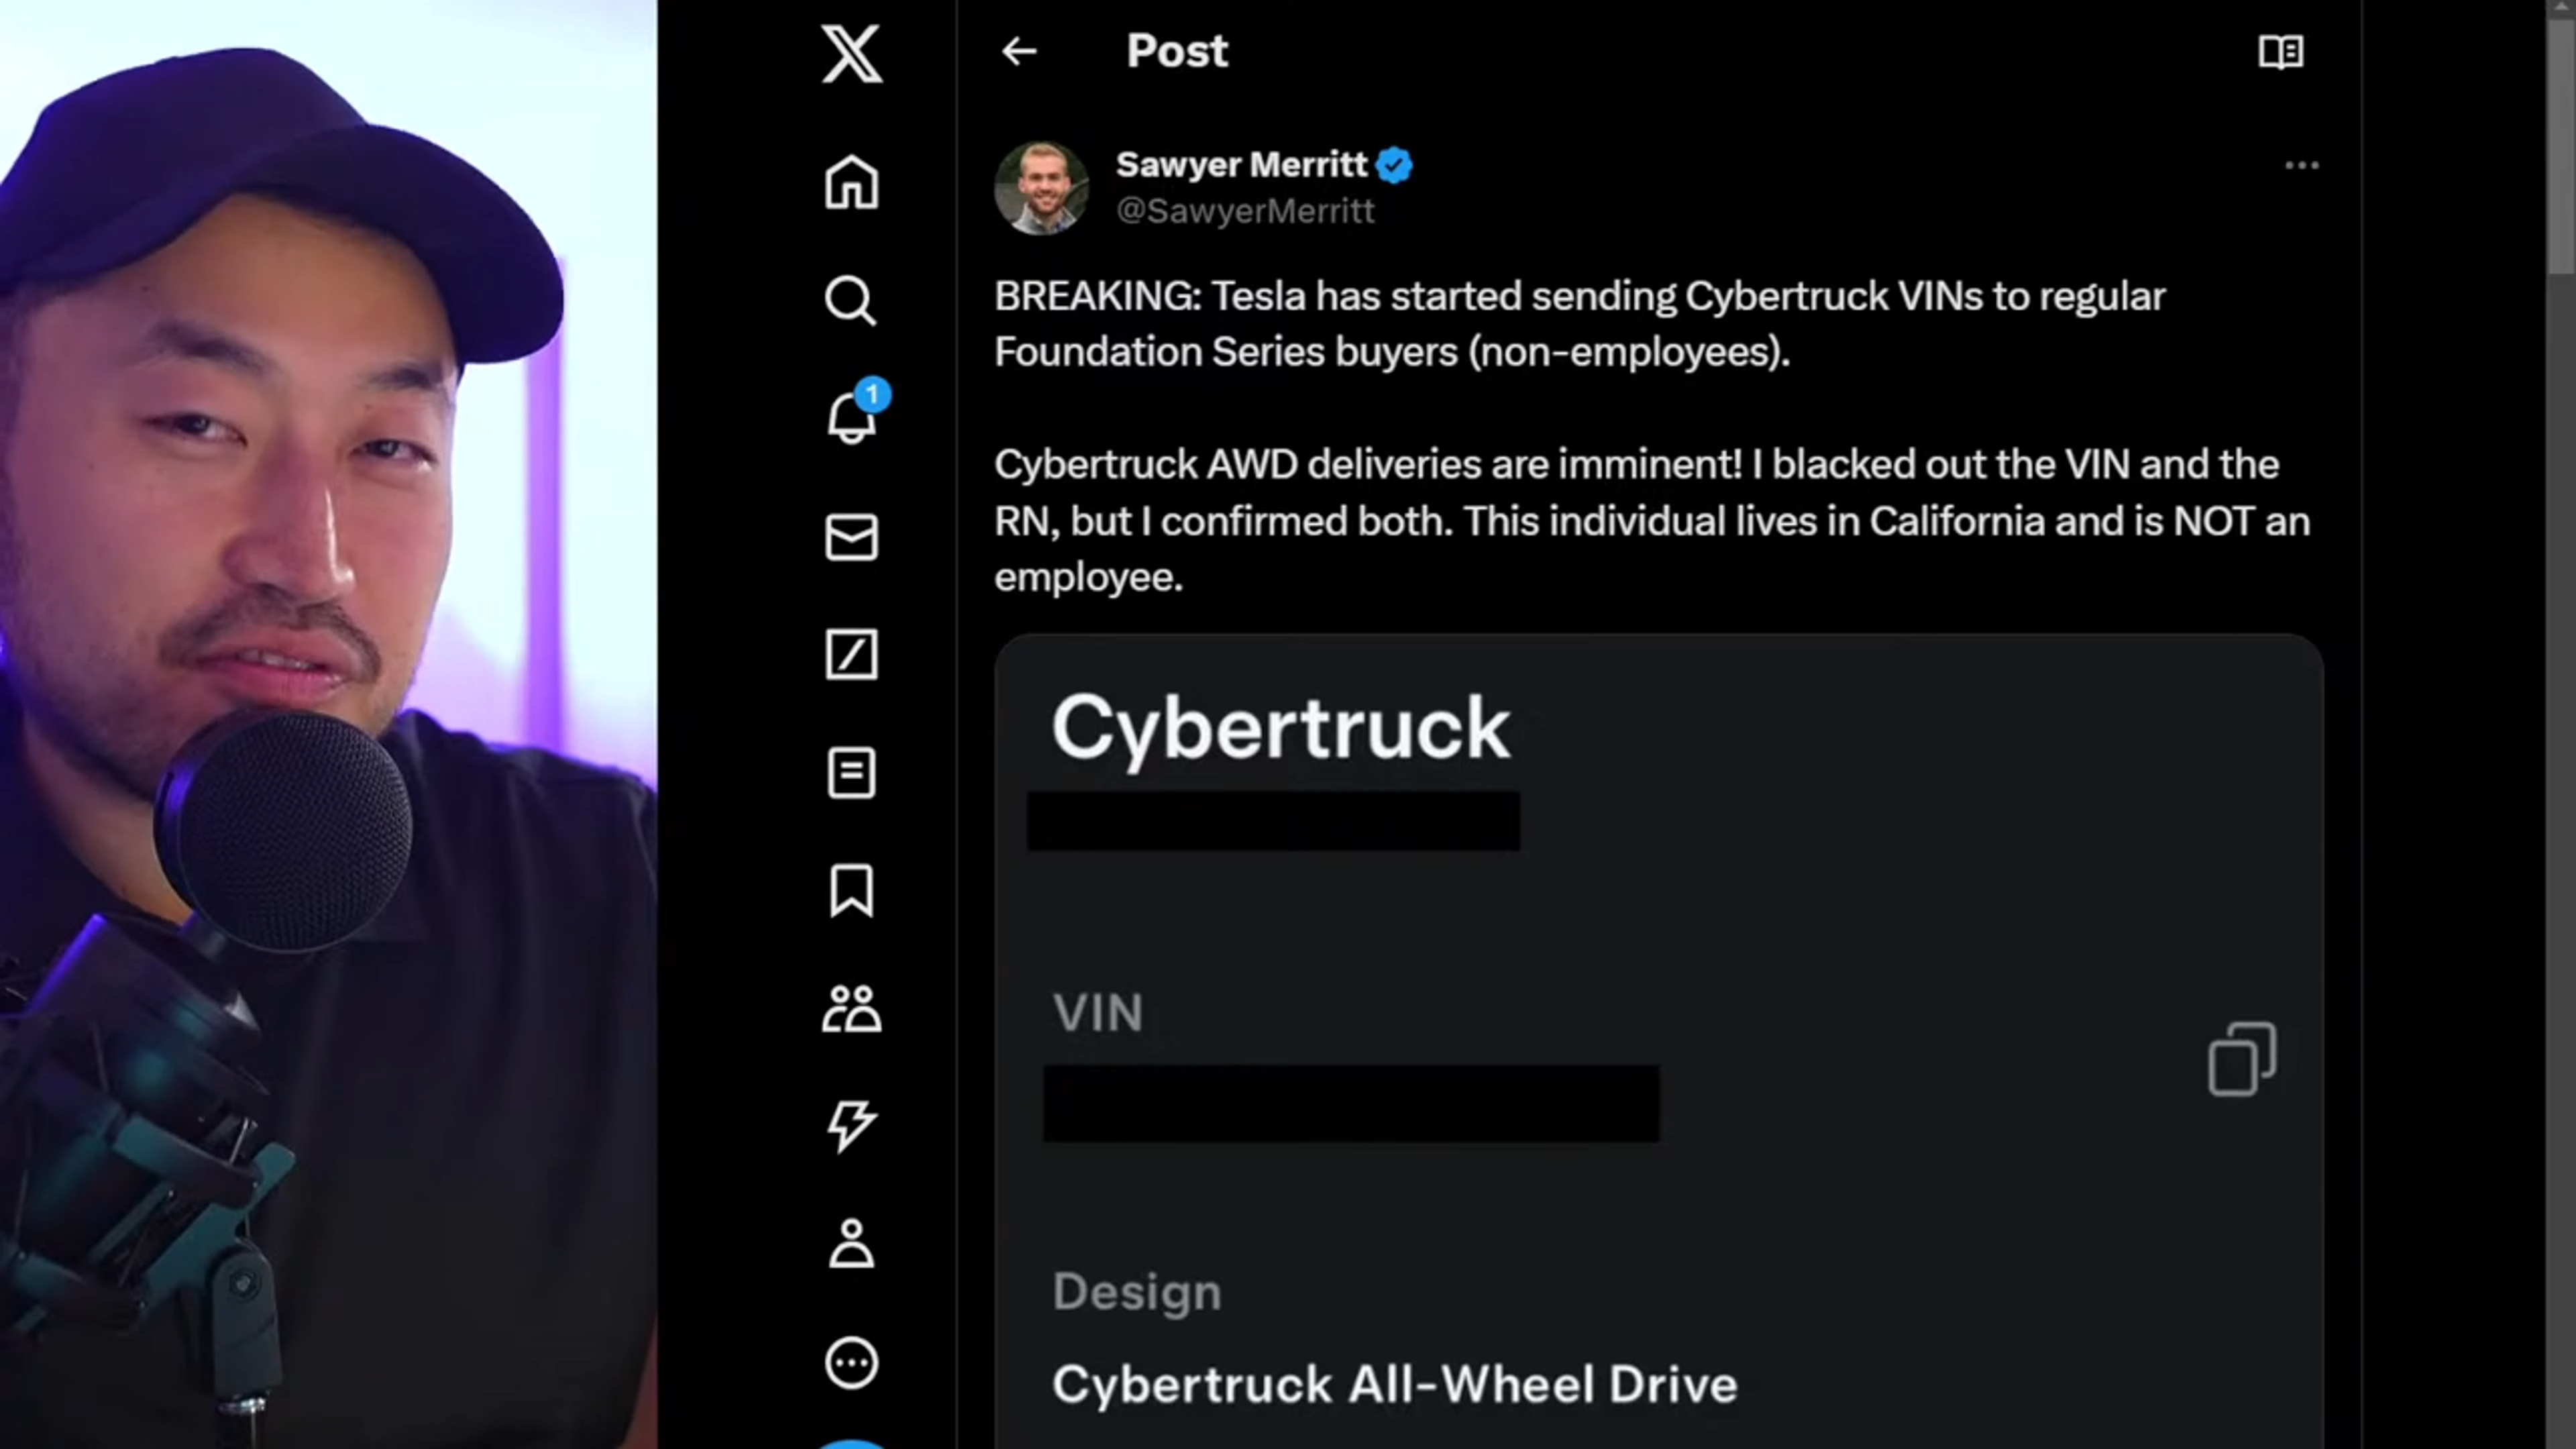 Post
Sawyer Merritt
@SawyerMerritt
BREAKING: Tesla has started sending Cybertruck VINs to regular
Foundation Series buyers (non-employees).
1
Cybertruck AWD deliveries are imminent! I blacked out the VIN and the
RN, but I confirmed both. This individual lives in California and is NOT an
employee.
Cybertruck
VIN
Design
Cybertruck All-Wheel Drive